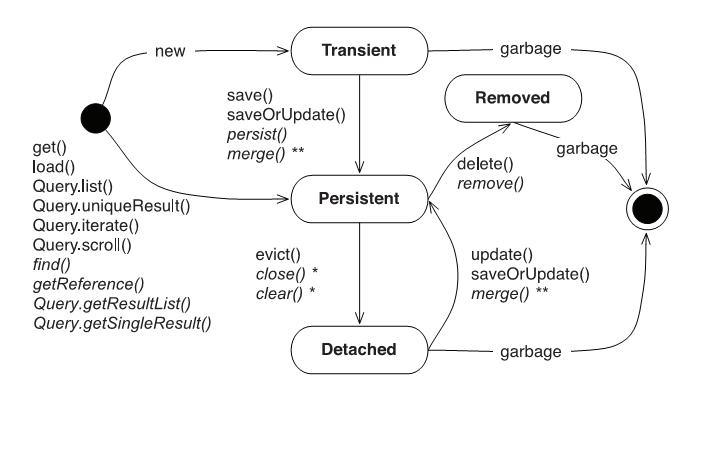 new
Transient
garbage
save()
saveOrUpdate()
persist()
merge() **
Removed
garbage
get()
load()
Query.list()
Query.uniqueResult()
Query.iterate()
Query.scroll()
find()
getReference()
Query.getResultList()
Query.getSingleResult()
delete()
remove()
Persistent
evict()
close() *
clear() *
update()
saveOrUpdate()
merge() **
Detached
garbage